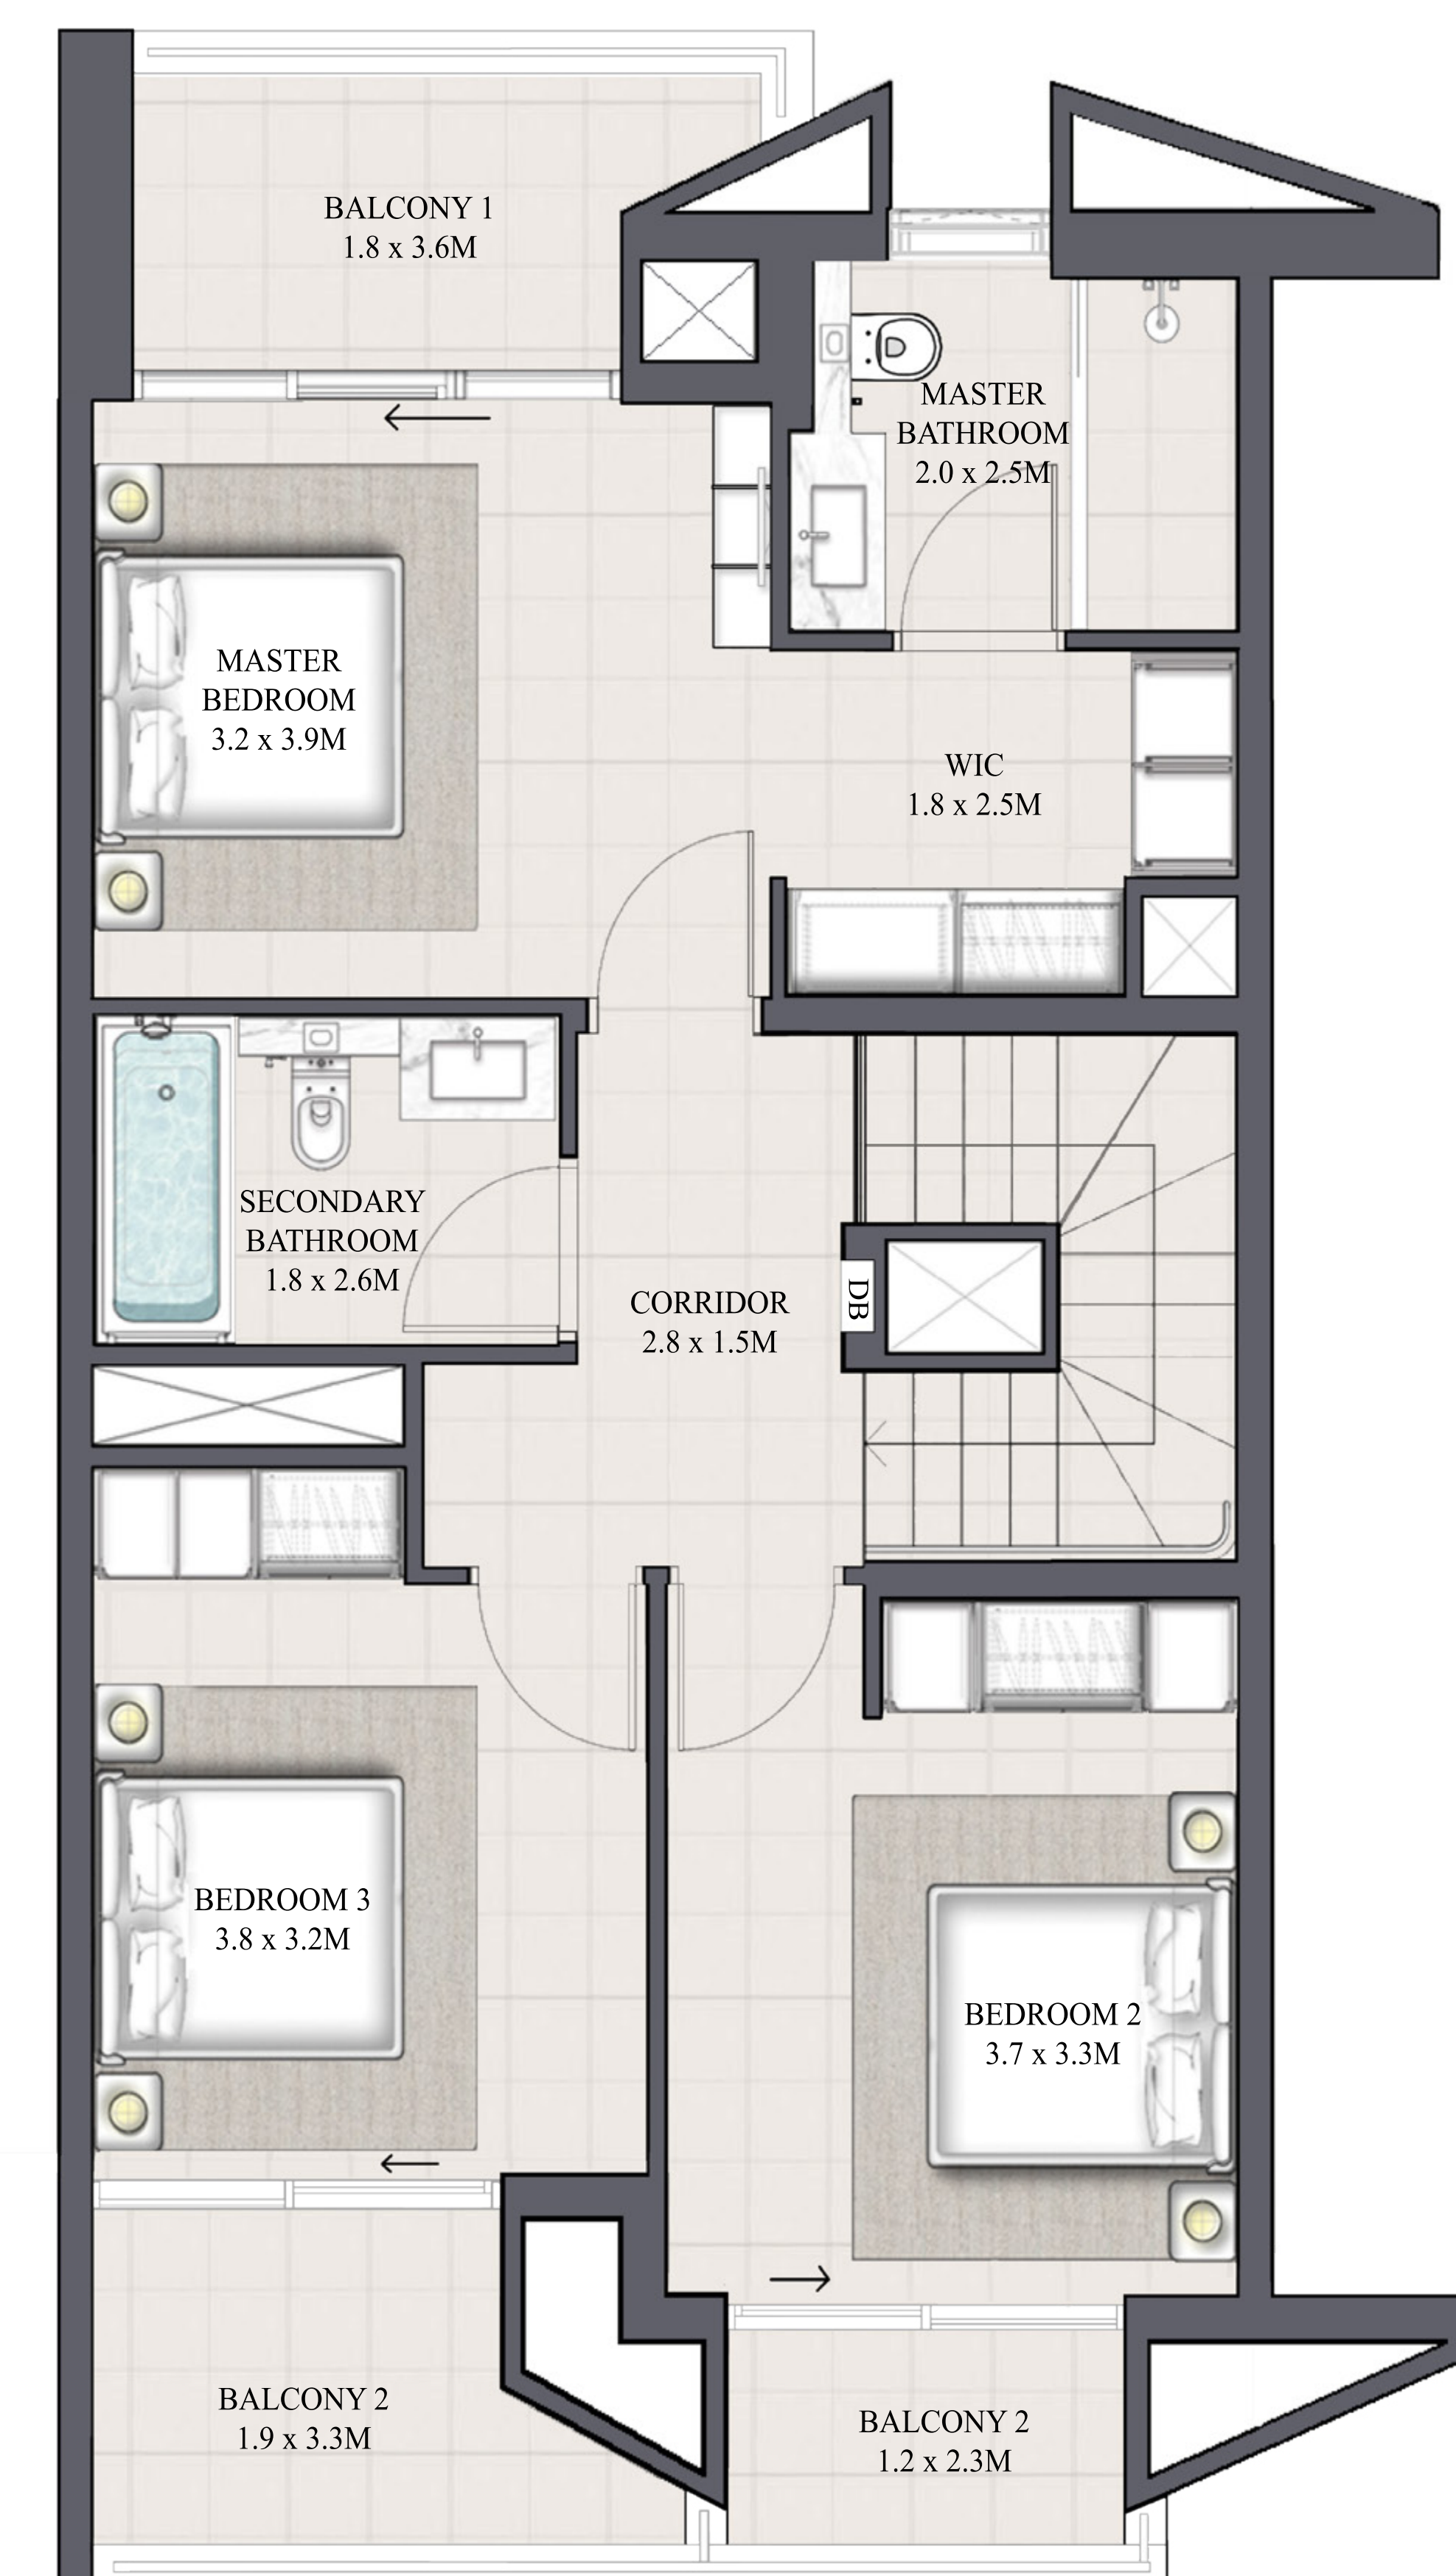 BALCONY 1
1.8 x 3.6M
MASTER
BATHROOM
2.0 x 2.5M
MASTER
BEDROOM
3.2 x 3.9M
WIC
1.8 x 2.5M
SECONDARY
BATHROOM
1.8 x 2.6M
CORRIDOR
2.8 x 1.5M
DB
BEDROOM 3
3.8 x 3.2M
BEDROOM 2
3.7 x 3.3M
BALCONY 2
1.9 x 3.3M
BALCONY 2
1.2 x 2.3M